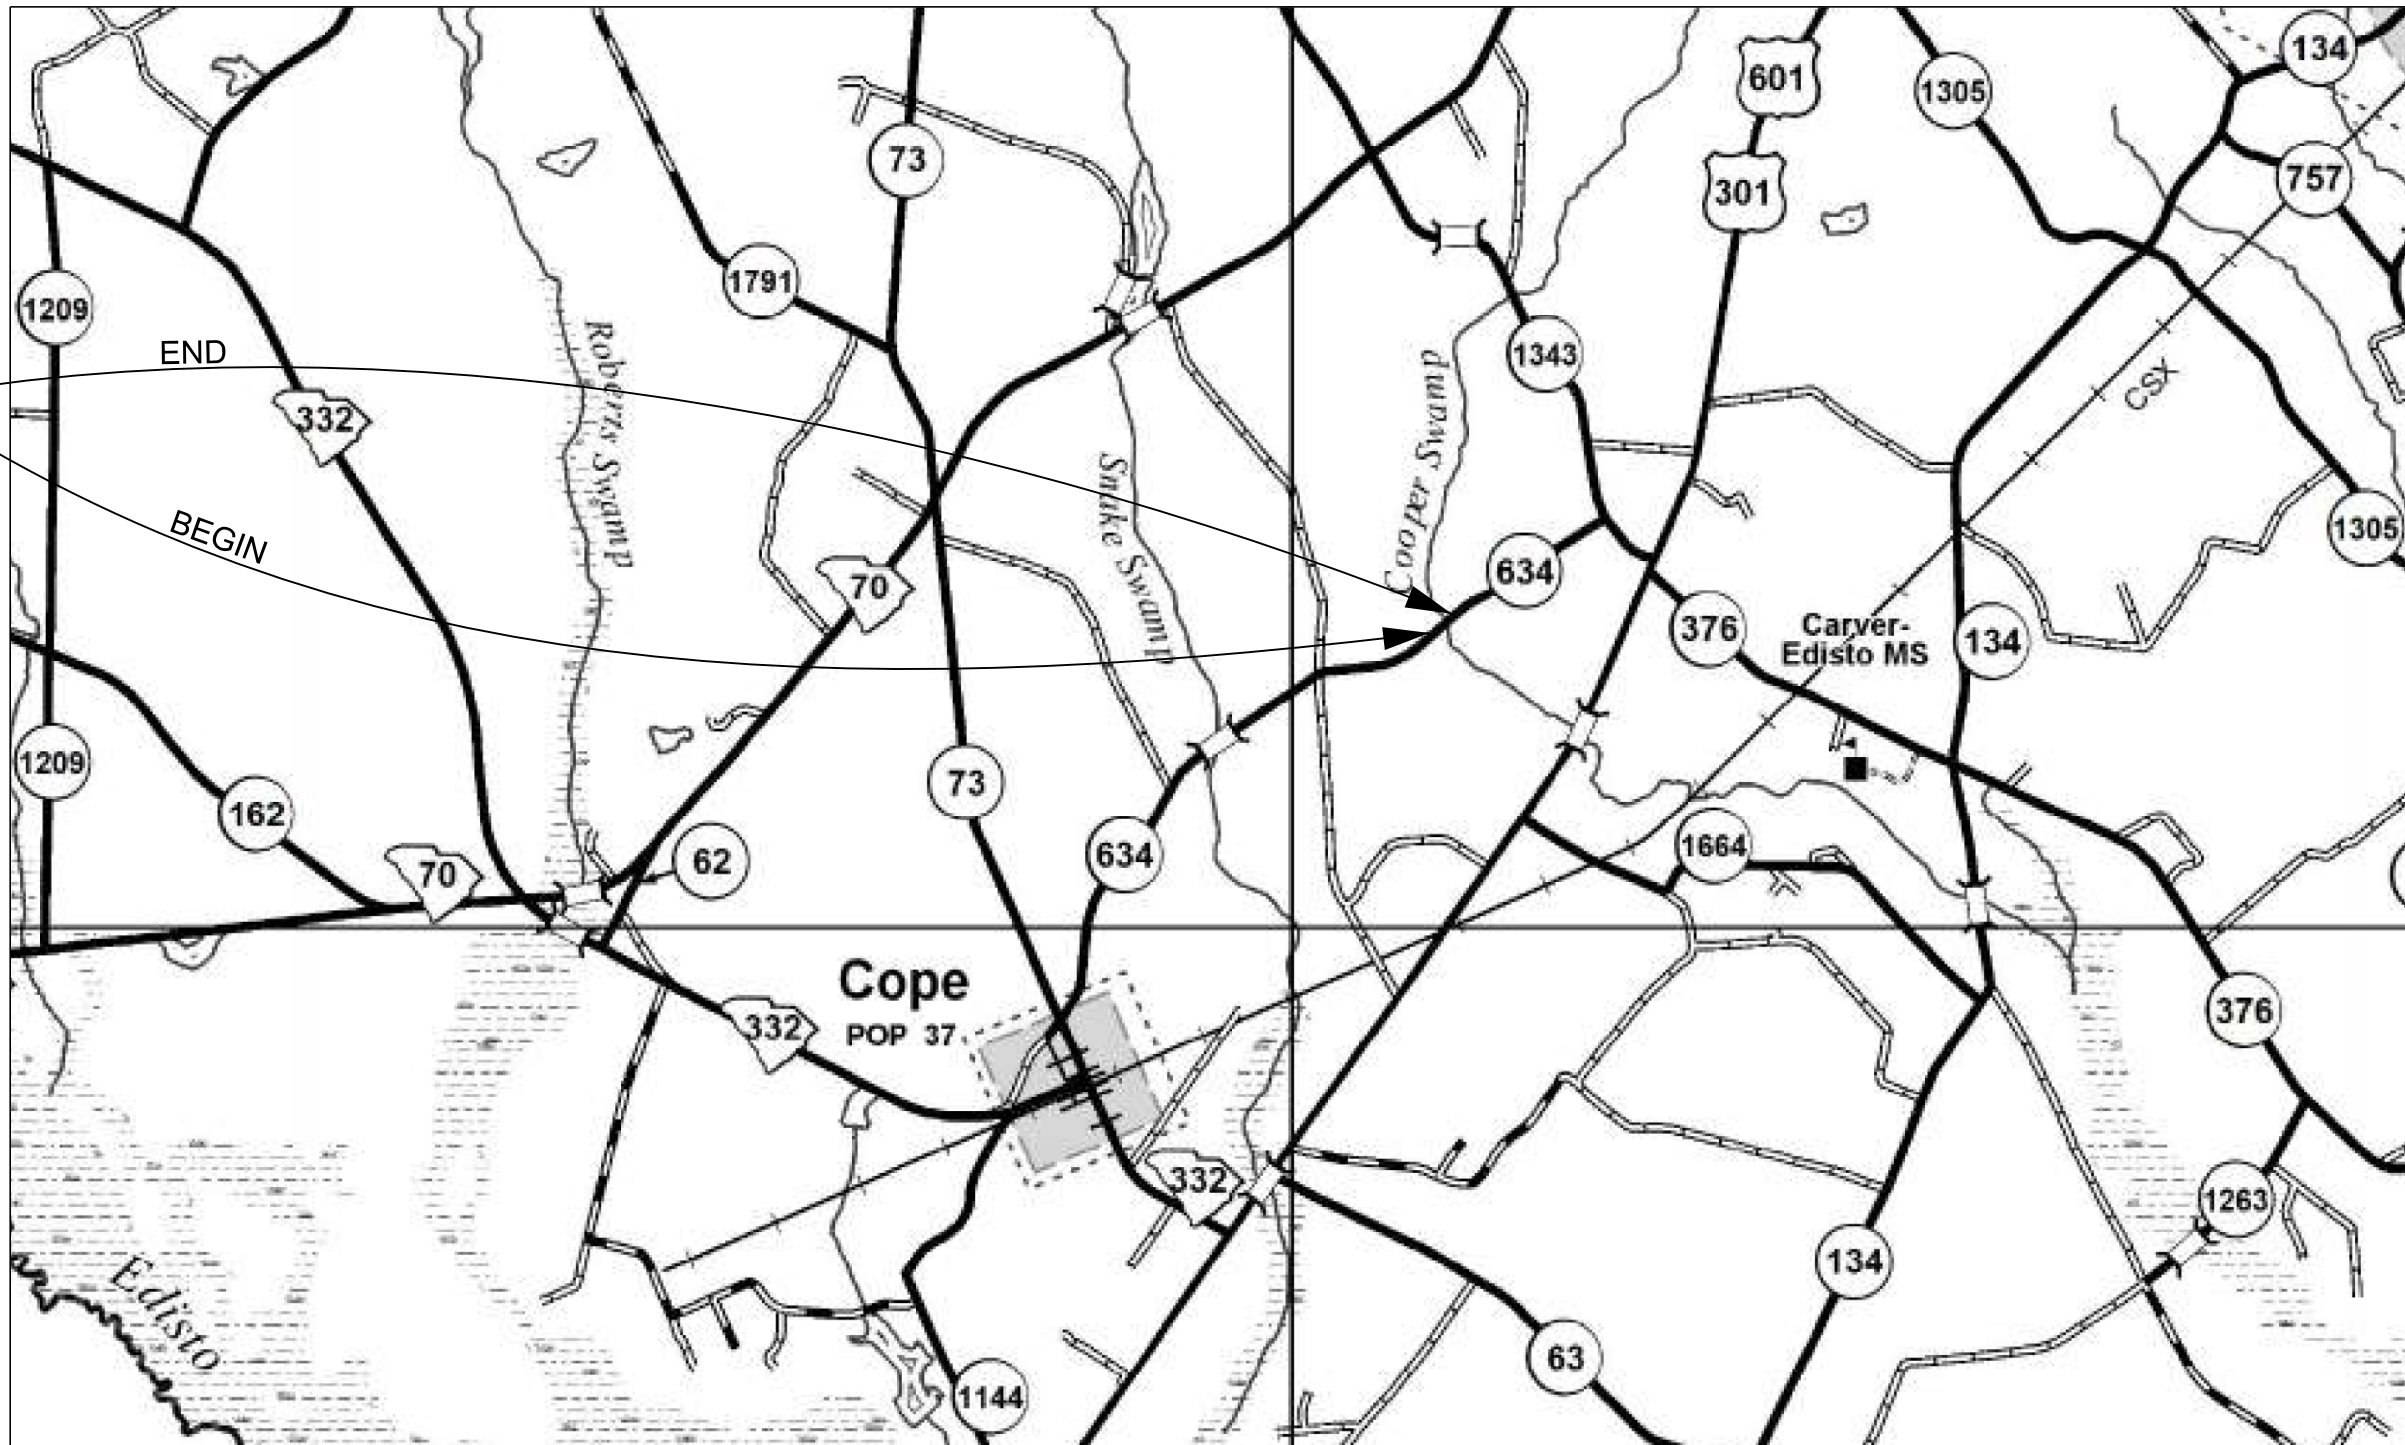 134
601
1305
73
757
301
1791
1209
END
332
1343
Roberts Swamp
Cooper Swamp
CSX
Snake Swamp
BEGIN
1305
634
70
376
Carver-
Edisto MS
134
1209
73
162
634
1664
62
70
Cope
POP 37
332
376
332
1263
134
Edisto
63
1144